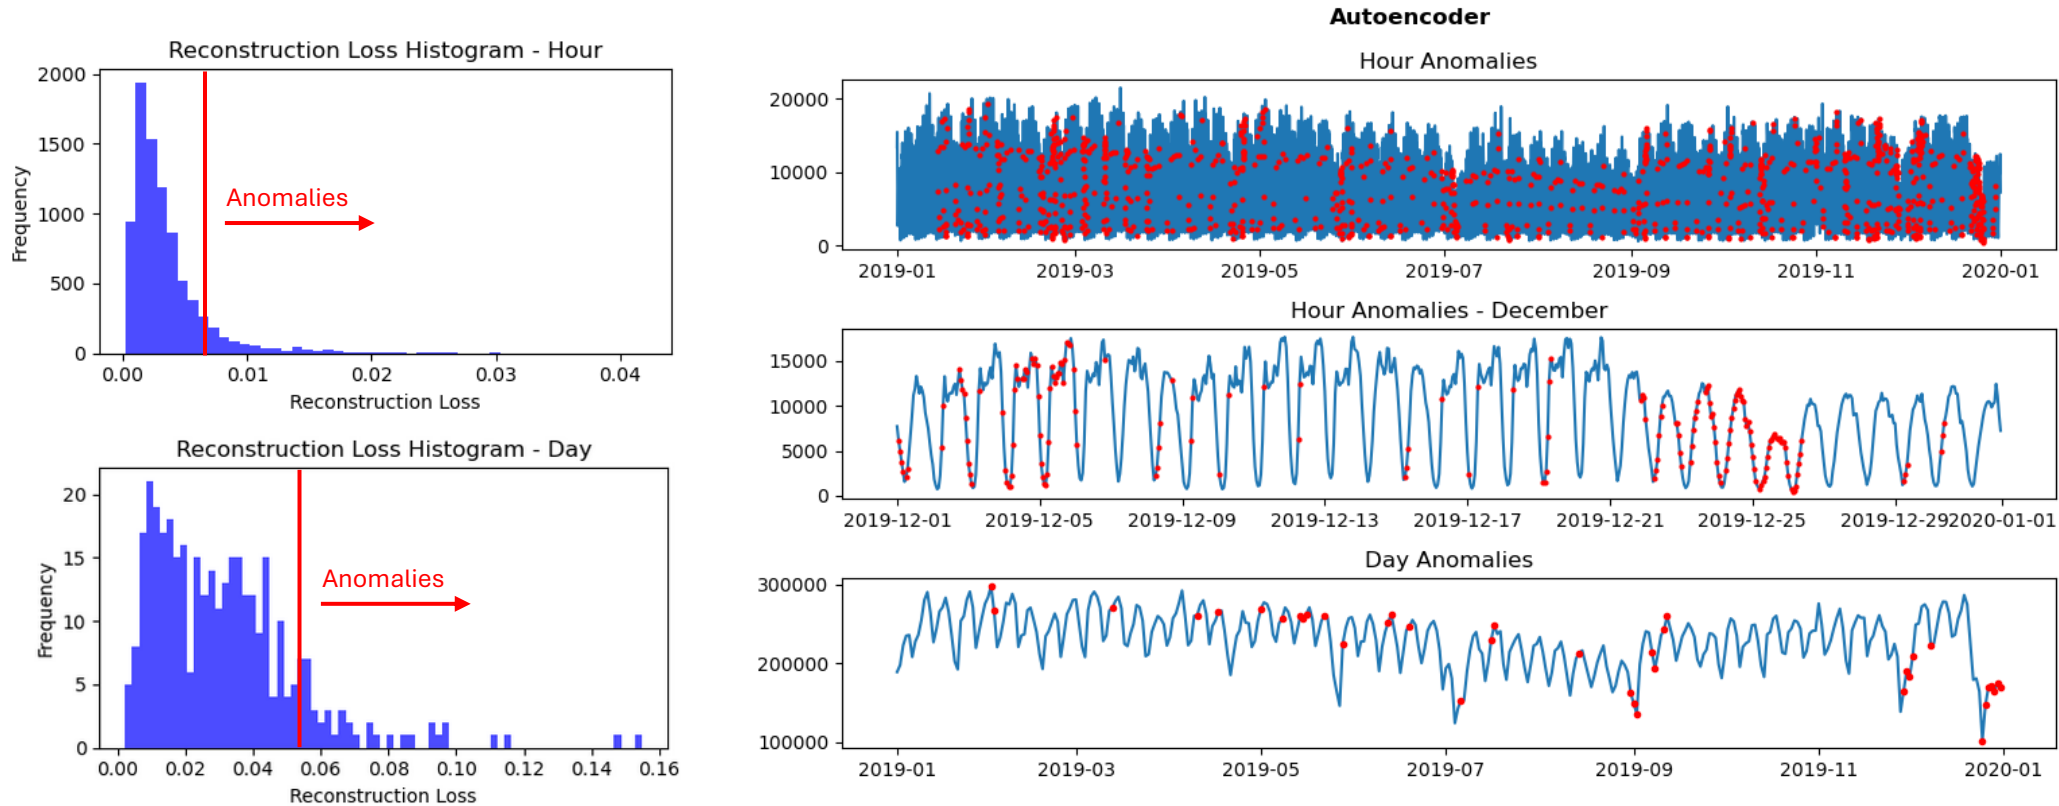 Reconstruction Loss Histogram - Hour
2000
1500
1000
500
0
Frequency
Anomalies
0.00 0.01 0.02 0.03 0.04
Reconstruction Loss
Reconstruction Loss Histogram - Day
20
15
10
5
0
Frequency
Anomalies
0.00 0.02 0.04 0.06 0.08 0.10 0.12 0.14 0.16
Reconstruction Loss
Autoencoder
Hour Anomalies
20000
10000
0
2019-01 2019-03 2019-05 2019-07 2019-09 2019-11 2020-01
Hour Anomalies - December
15000
10000
5000
0
2019-12-01 2019-12-05 2019-12-09 2019-12-13 2019-12-17 2019-12-21 2019-12-25 2019-12-29 2020-01-01
Day Anomalies
300000
200000
100000
2019-01 2019-03 2019-05 2019-07 2019-09 2019-11 2020-01